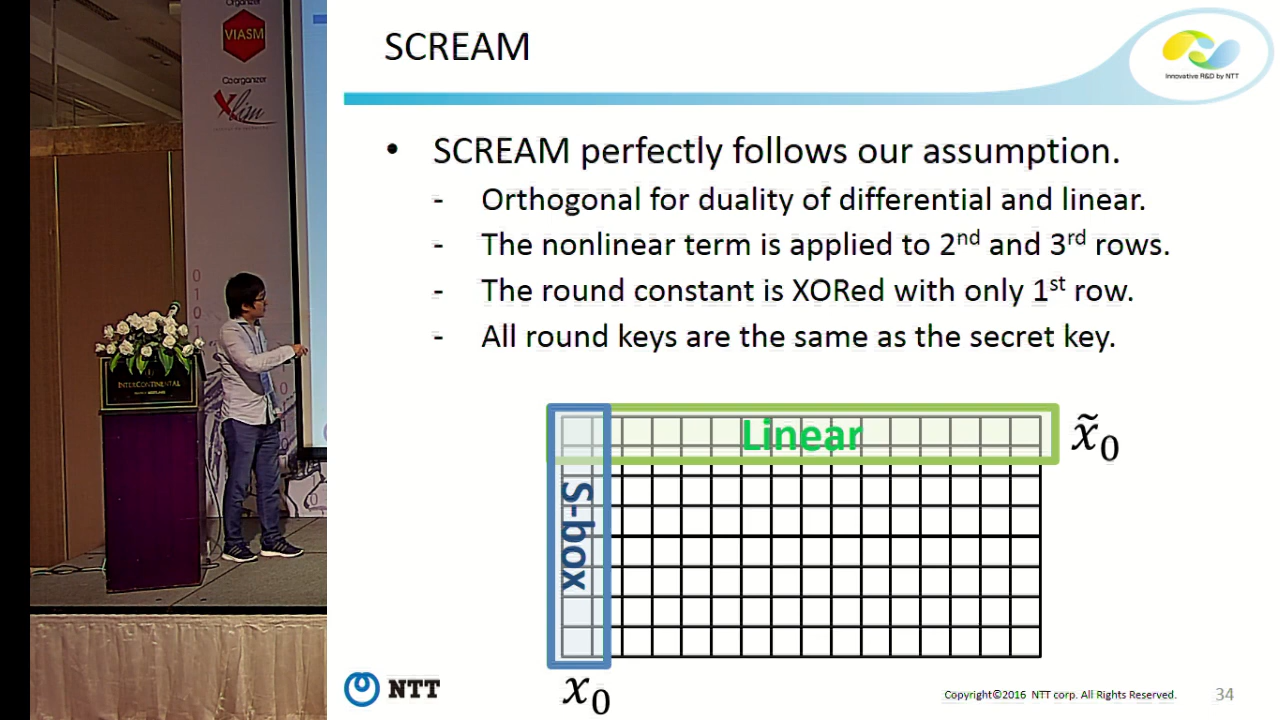 Organizer
VIASM
Coorganizer
Xlim
INTERCONTINENTAL
SCREAM
Innovative R&D by NTT
• SCREAM perfectly follows our assumption.
- Orthogonal for duality of differential and linear.
- The nonlinear term is applied to 2nd and 3rd rows.
- The round constant is XORed with only 1st row.
- All round keys are the same as the secret key.
Linear
x̃₀
S-box
x₀
NTT
Copyright©2016 NTT corp. All Rights Reserved.
34